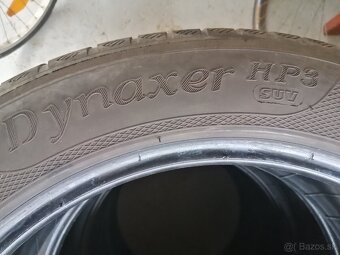 Dynaxer HP3
SUV
Bazos.sk